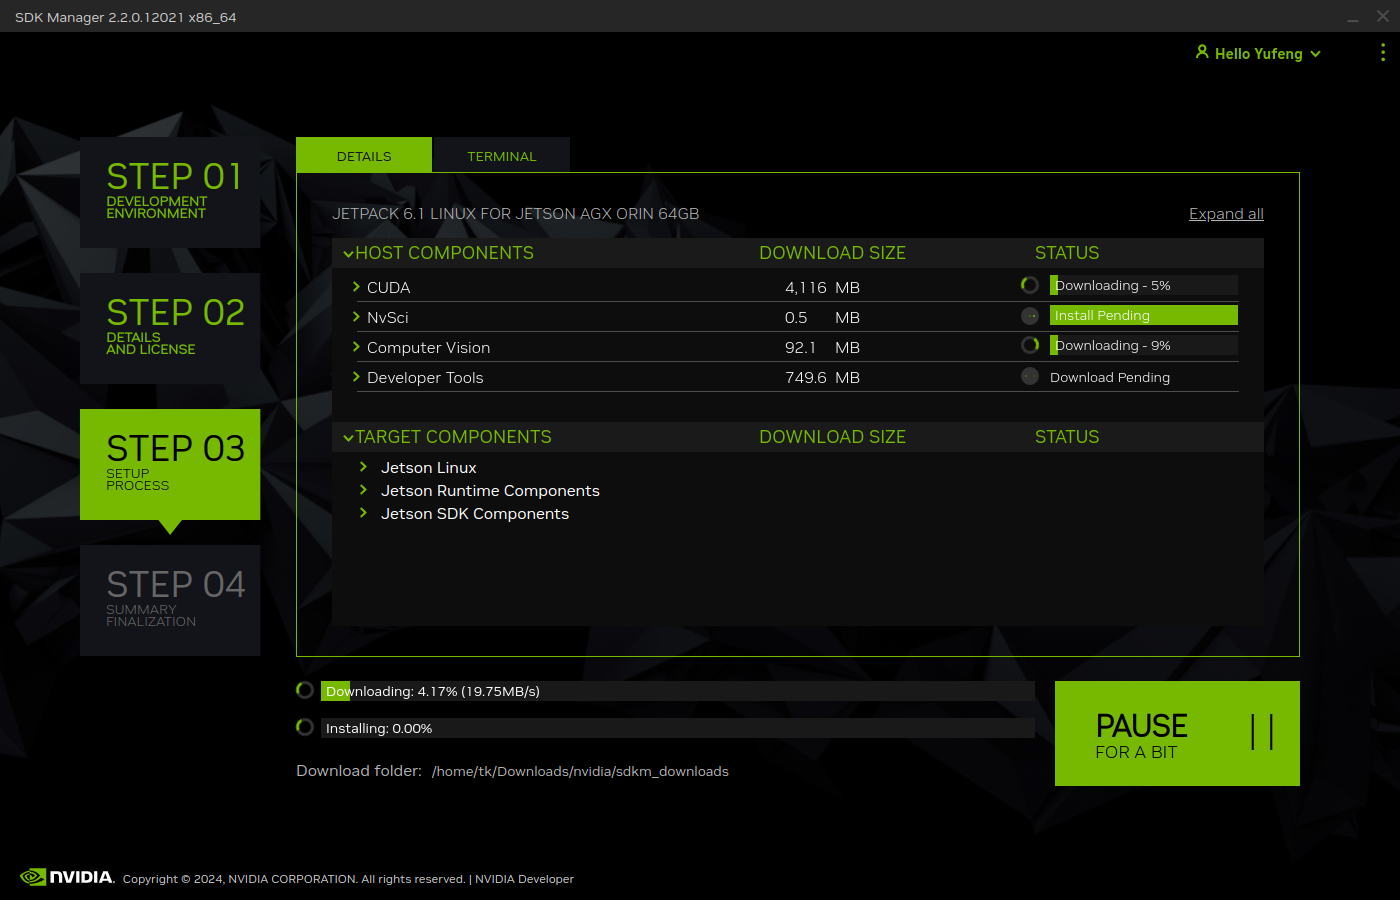 SDK Manager 2.2.0.12021 x86_64
Hello Yufeng
STEP 01
DEVELOPMENT
ENVIRONMENT
STEP 02
DETAILS
AND LICENSE
STEP 03
SETUP
PROCESS
STEP 04
SUMMARY
FINALIZATION
DETAILS TERMINAL
JETPACK 6.1 LINUX FOR JETSON AGX ORIN 64GB Expand all
HOST COMPONENTS DOWNLOAD SIZE STATUS
CUDA 4,116 MB Downloading - 5%
NvSci 0.5 MB Install Pending
Computer Vision 92.1 MB Downloading - 9%
Developer Tools 749.6 MB Download Pending
TARGET COMPONENTS DOWNLOAD SIZE STATUS
Jetson Linux
Jetson Runtime Components
Jetson SDK Components
Downloading: 4.17% (19.75MB/s)
Installing: 0.00%
Download folder: /home/tk/Downloads/nvidia/sdkm_downloads
PAUSE
FOR A BIT
NVIDIA. Copyright © 2024, NVIDIA CORPORATION. All rights reserved. | NVIDIA Developer